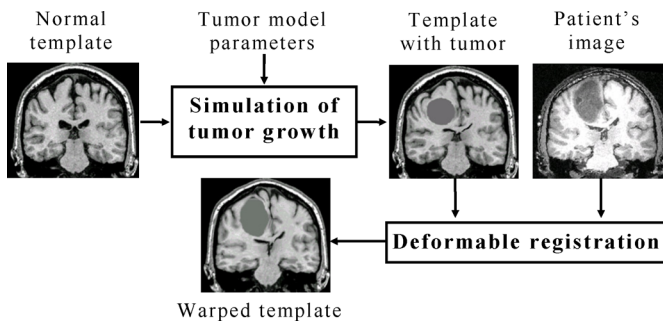 Normal
template
Tumor model
parameters
Template
with tumor
Patient's
image
Simulation of
tumor growth
Deformable registration
Warped template